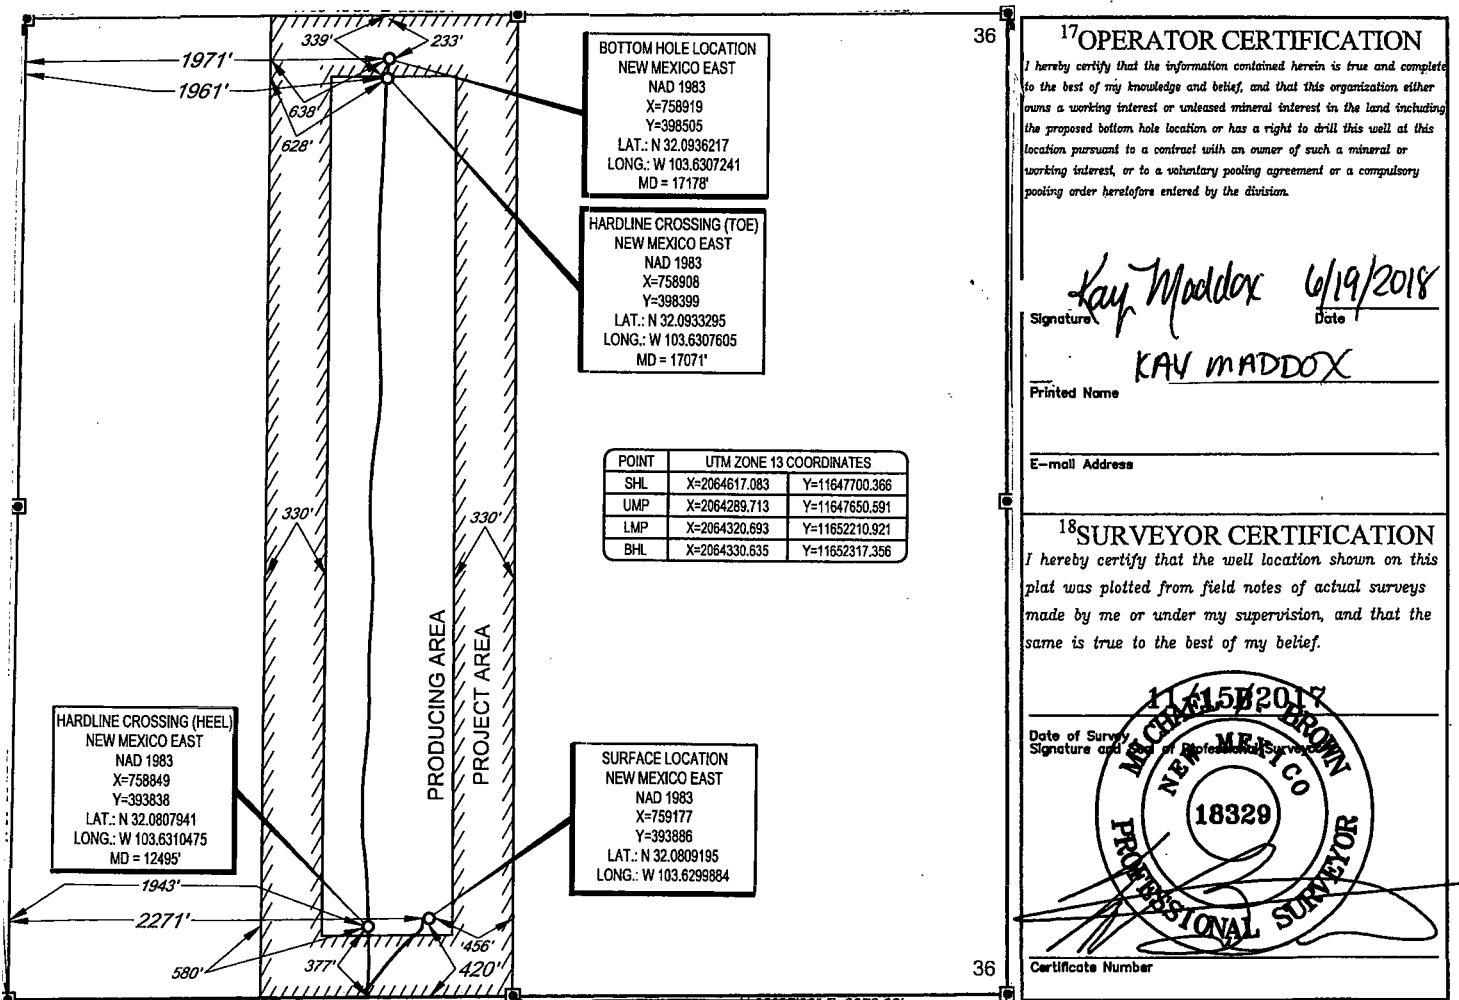 339'
233'
36
1971'
1961'
638'
628'
BOTTOM HOLE LOCATION
NEW MEXICO EAST
NAD 1983
X=758919
Y=398505
LAT.: N 32.0936217
LONG.: W 103.6307241
MD = 17178'
HARDLINE CROSSING (TOE)
NEW MEXICO EAST
NAD 1983
X=758908
Y=398399
LAT.: N 32.0933295
LONG.: W 103.6307605
MD = 17071'
POINT UTM ZONE 13 COORDINATES
SHL X=2064617.083 Y=11647700.366
UMP X=2064289.713 Y=11647650.591
LMP X=2064320.693 Y=11652210.921
BHL X=2064330.635 Y=11652317.356
330'
330'
PRODUCING AREA
PROJECT AREA
HARDLINE CROSSING (HEEL)
NEW MEXICO EAST
NAD 1983
X=758849
Y=393838
LAT.: N 32.0807941
LONG.: W 103.6310475
MD = 12495'
SURFACE LOCATION
NEW MEXICO EAST
NAD 1983
X=759177
Y=393886
LAT.: N 32.0809195
LONG.: W 103.6299884
1943'
2271'
580'
377'
456'
420'
36
17 OPERATOR CERTIFICATION
I hereby certify that the information contained herein is true and complete
to the best of my knowledge and belief, and that this organization either
owns a working interest or unleased mineral interest in the land including
the proposed bottom hole location or has a right to drill this well at this
location pursuant to a contract with an owner of such a mineral or
working interest, or to a voluntary pooling agreement or a compulsory
pooling order heretofore entered by the division.
Kay Maddox 6/19/2018
Signature Date
KAY MADDOX
Printed Name
E-mail Address
18 SURVEYOR CERTIFICATION
I hereby certify that the well location shown on this
plat was plotted from field notes of actual surveys
made by me or under my supervision, and that the
same is true to the best of my belief.
11/15/2017
Date of Survey
Signature and Seal of Professional Surveyor
MICHAEL B. BROWN
NEW MEXICO
18329
PROFESSIONAL SURVEYOR
Certificate Number